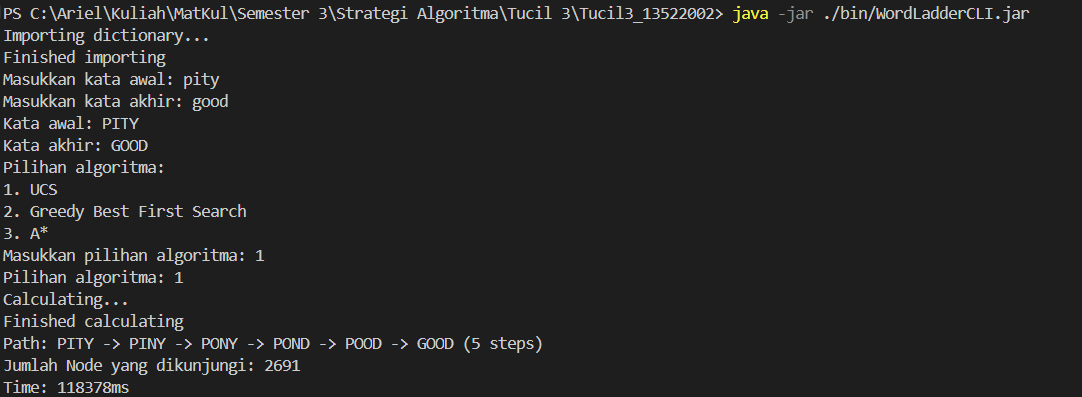 PS C:\Ariel\Kuliah\MatKul\Semester 3\Strategi Algoritma\Tucil 3\Tucil3_13522002> java -jar ./bin/WordLadderCLI.jar
Importing dictionary...
Finished importing
Masukkan kata awal: pity
Masukkan kata akhir: good
Kata awal: PITY
Kata akhir: GOOD
Pilihan algoritma:
1. UCS
2. Greedy Best First Search
3. A*
Masukkan pilihan algoritma: 1
Pilihan algoritma: 1
Calculating...
Finished calculating
Path: PITY -> PINY -> PONY -> POND -> POOD -> GOOD (5 steps)
Jumlah Node yang dikunjungi: 2691
Time: 118378ms